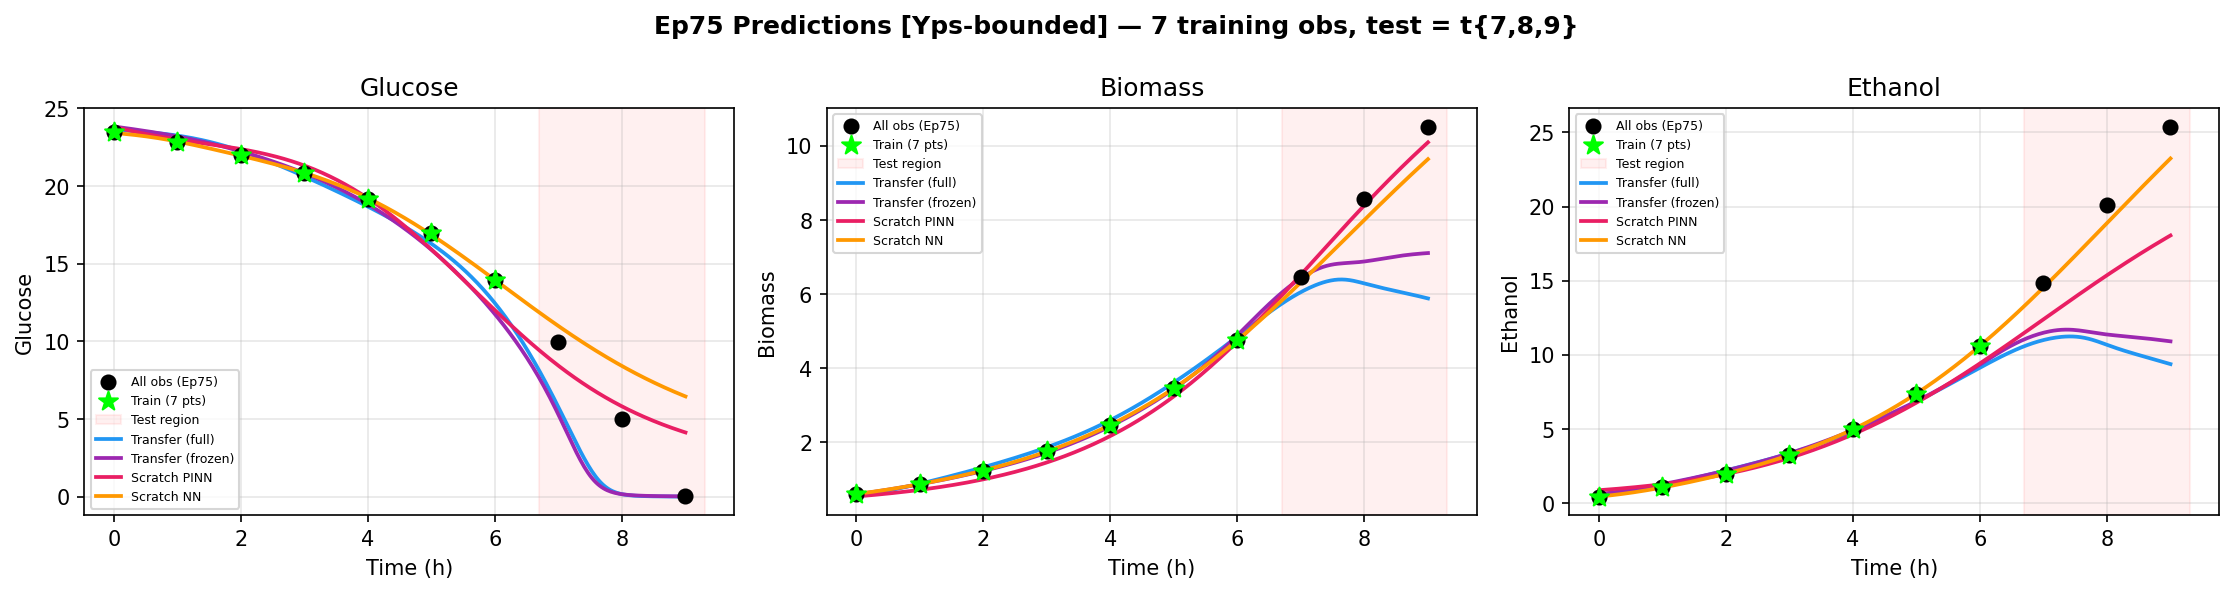 Ep75 Predictions [Yps-bounded] — 7 training obs, test = t{7,8,9}
Glucose
Glucose
25
20
15
10
5
0
All obs (Ep75)
Train (7 pts)
Test region
Transfer (full)
Transfer (frozen)
Scratch PINN
Scratch NN
0 2 4 6 8
Time (h)
Biomass
Biomass
10
8
6
4
2
All obs (Ep75)
Train (7 pts)
Test region
Transfer (full)
Transfer (frozen)
Scratch PINN
Scratch NN
0 2 4 6 8
Time (h)
Ethanol
Ethanol
25
20
15
10
5
0
All obs (Ep75)
Train (7 pts)
Test region
Transfer (full)
Transfer (frozen)
Scratch PINN
Scratch NN
0 2 4 6 8
Time (h)